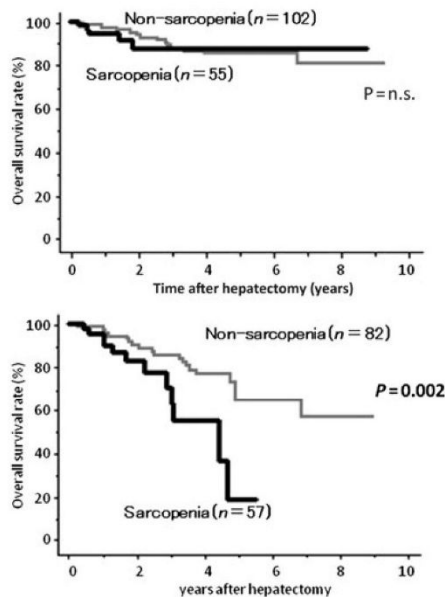 Non-sarcopenia(n=102)
100
80
60
40
20
0
Overall survival rate (%)
Sarcopenia(n=55)
P=n.s.
0 2 4 6 8 10
Time after hepatectomy (years)
Non-sarcopenia(n=82)
100
80
60
40
20
0
Overall survival rate (%)
P=0.002
Sarcopenia(n=57)
0 2 4 6 8 10
years after hepatectomy